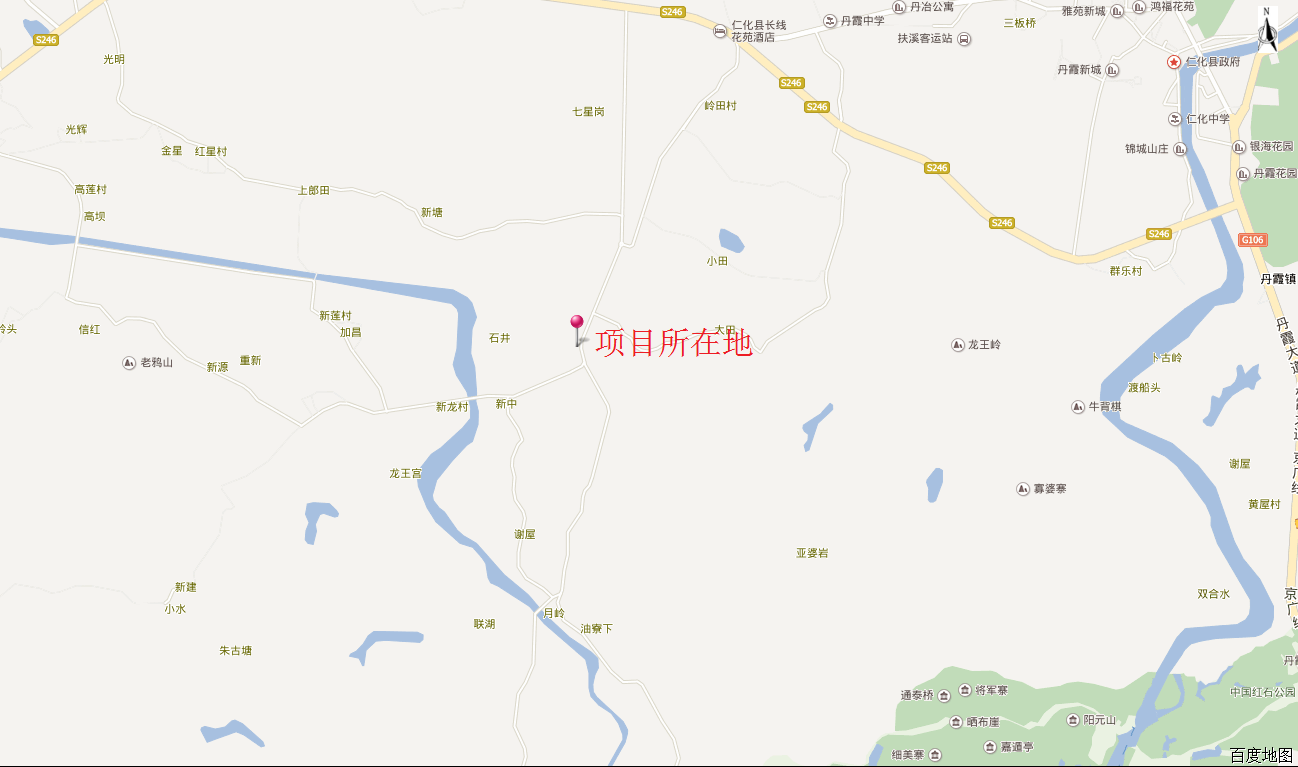 S246
仁化县长线
花苑酒店
丹霞中学
丹冶公寓
扶溪客运站
三板桥
雅苑新城
鸿福花苑
N
S246
光明
丹霞新城
仁化县政府
S246
S246
七星岗
岭田村
仁化中学
光辉
金星
红星村
锦城山庄
银海花园
S246
丹霞花园
高莲村
上郎田
高坝
新塘
S246
S246
G106
小田
群乐村
丹霞镇
岭头
信红
新莲村
加昌
石井
大田
项目所在地
龙王岭
卜古岭
丹霞大道
老鸦山
新源
重新
渡船头
新龙村
新中
牛背棋
龙王宫
谢屋
寡婆寨
黄屋村
谢屋
亚婆岩
新建
小水
双合水
月岭
联湖
油寮下
京广线
朱古塘
通泰桥
将军寨
中国红石公园
晒布崖
阳元山
细美寨
嘉遁亭
百度地图